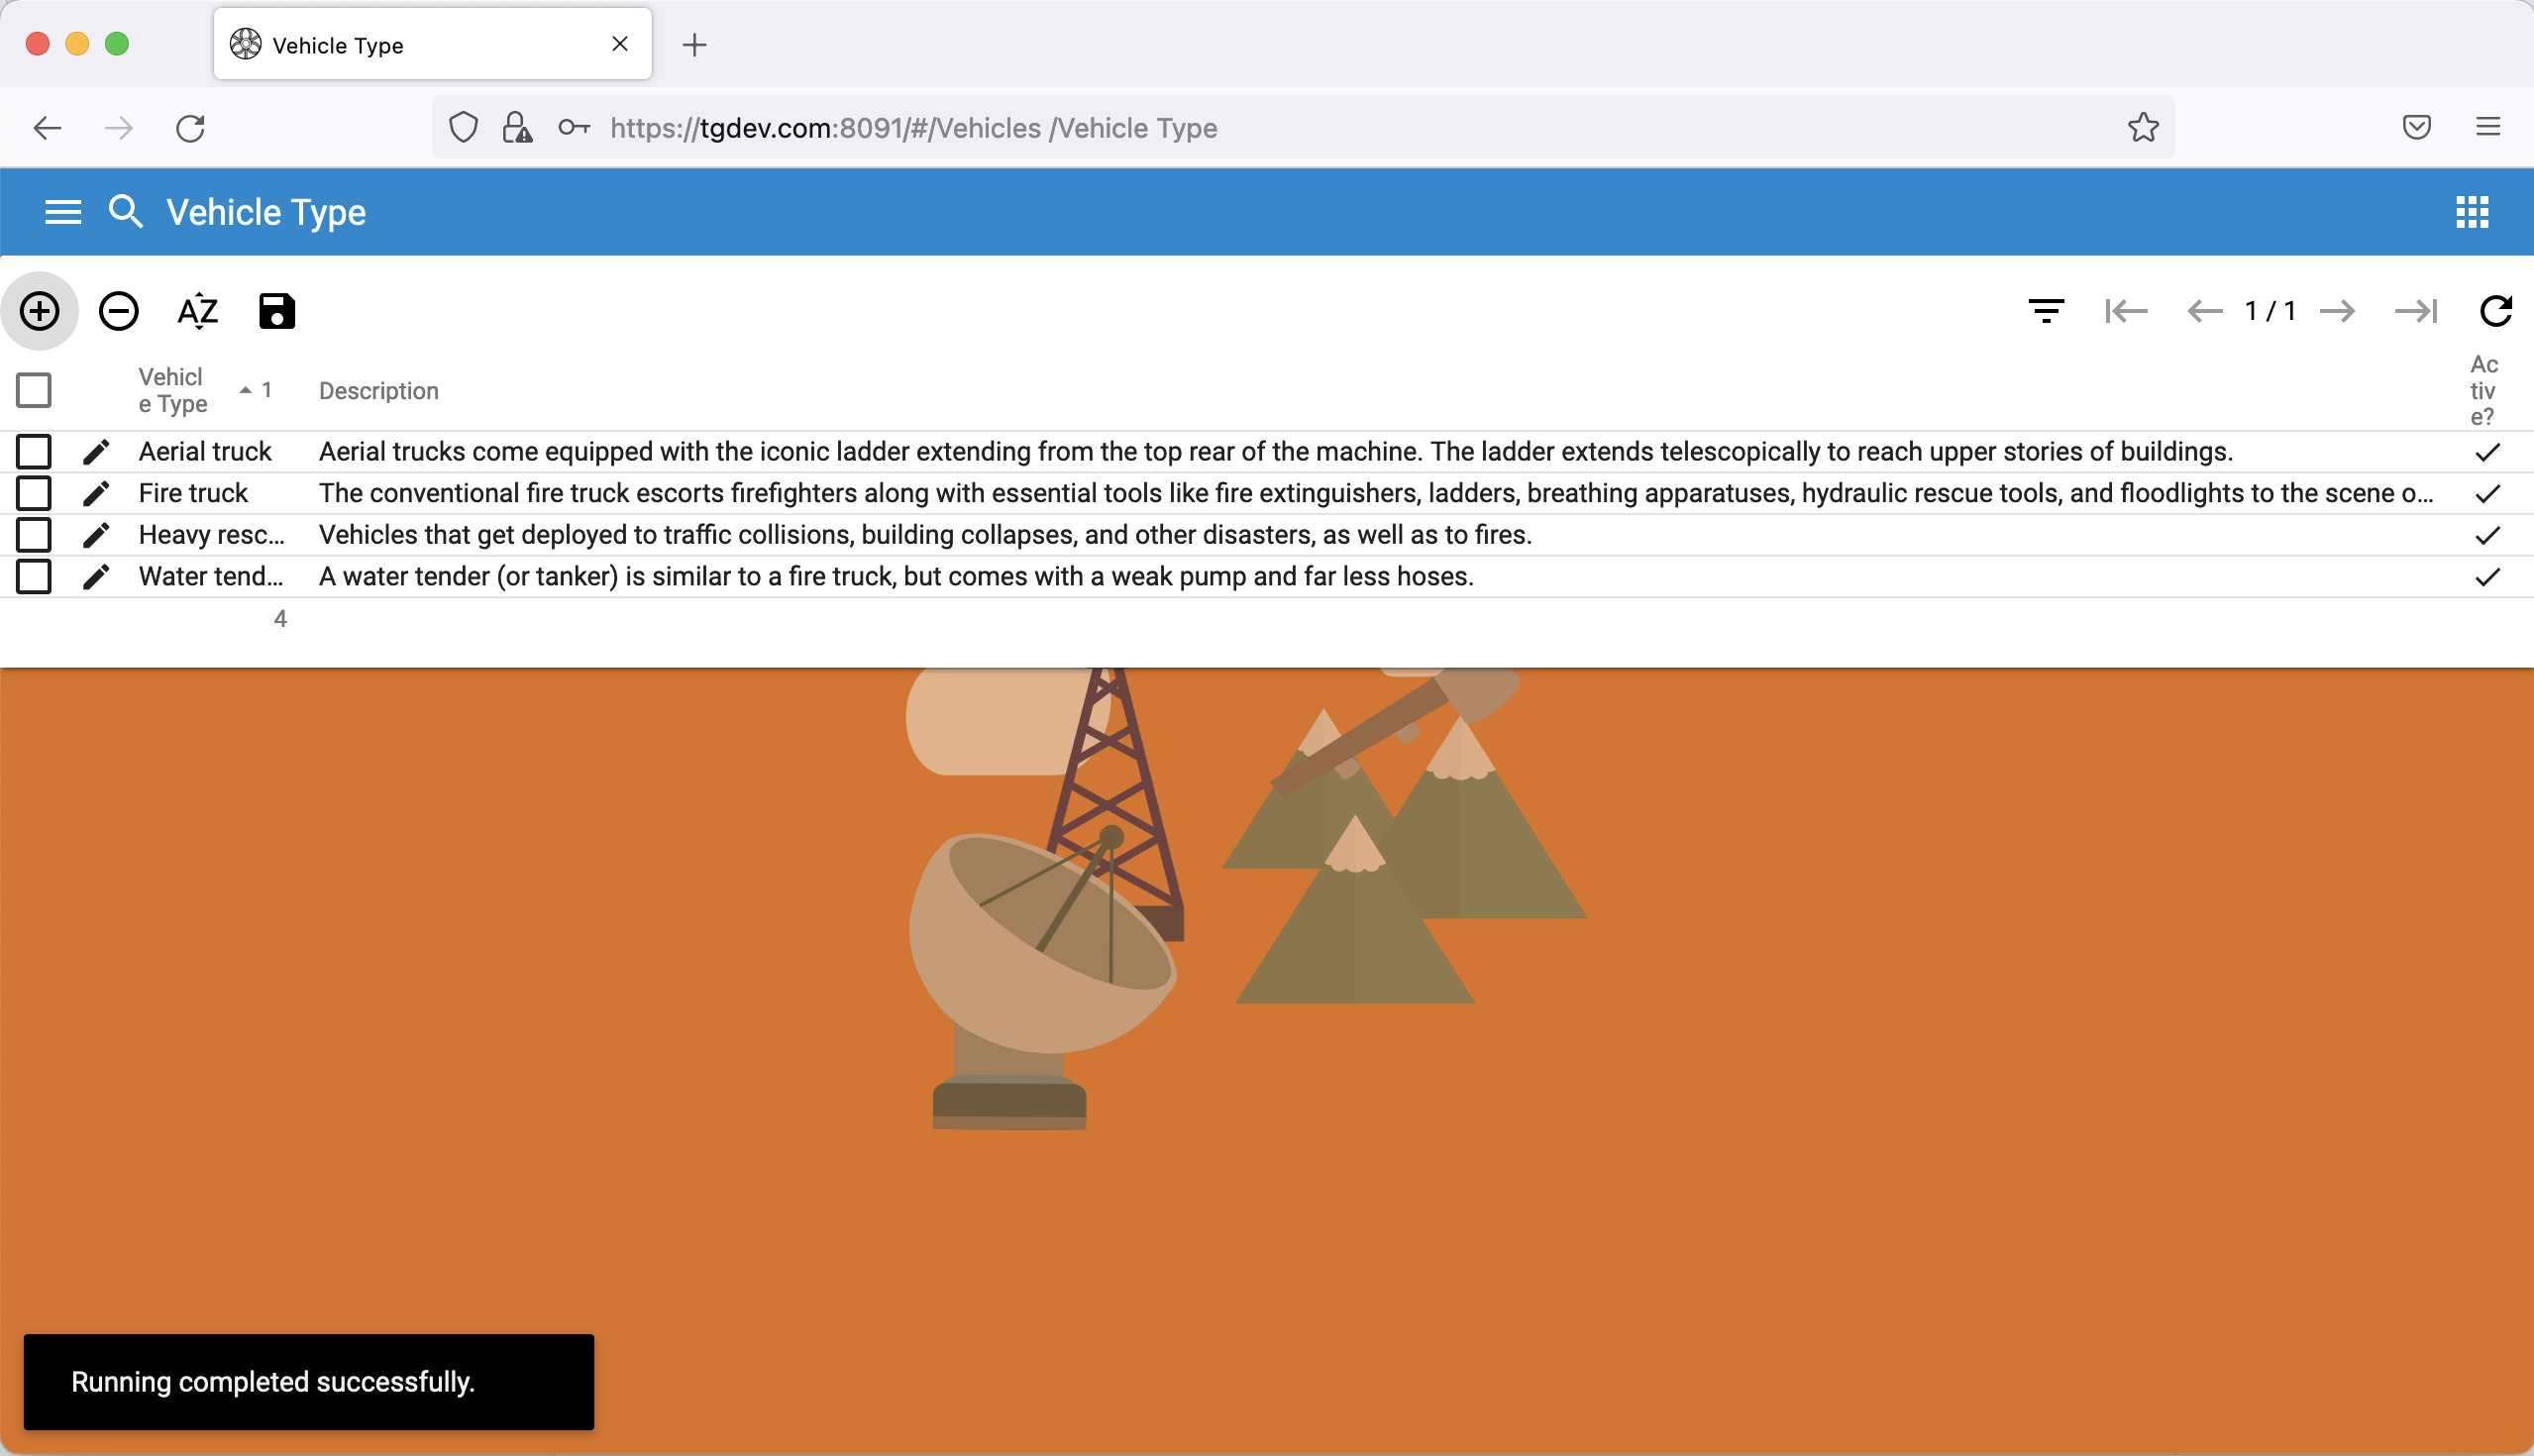 Vehicle Type
https://tgdev.com:8091/#/Vehicles /Vehicle Type
Vehicle Type
AZ
1 / 1
Vehicl
e Type
1
Description
Ac
tiv
e?
Aerial truck Aerial trucks come equipped with the iconic ladder extending from the top rear of the machine. The ladder extends telescopically to reach upper stories of buildings.
Fire truck The conventional fire truck escorts firefighters along with essential tools like fire extinguishers, ladders, breathing apparatuses, hydraulic rescue tools, and floodlights to the scene o...
Heavy resc... Vehicles that get deployed to traffic collisions, building collapses, and other disasters, as well as to fires.
Water tend... A water tender (or tanker) is similar to a fire truck, but comes with a weak pump and far less hoses.
4
Running completed successfully.